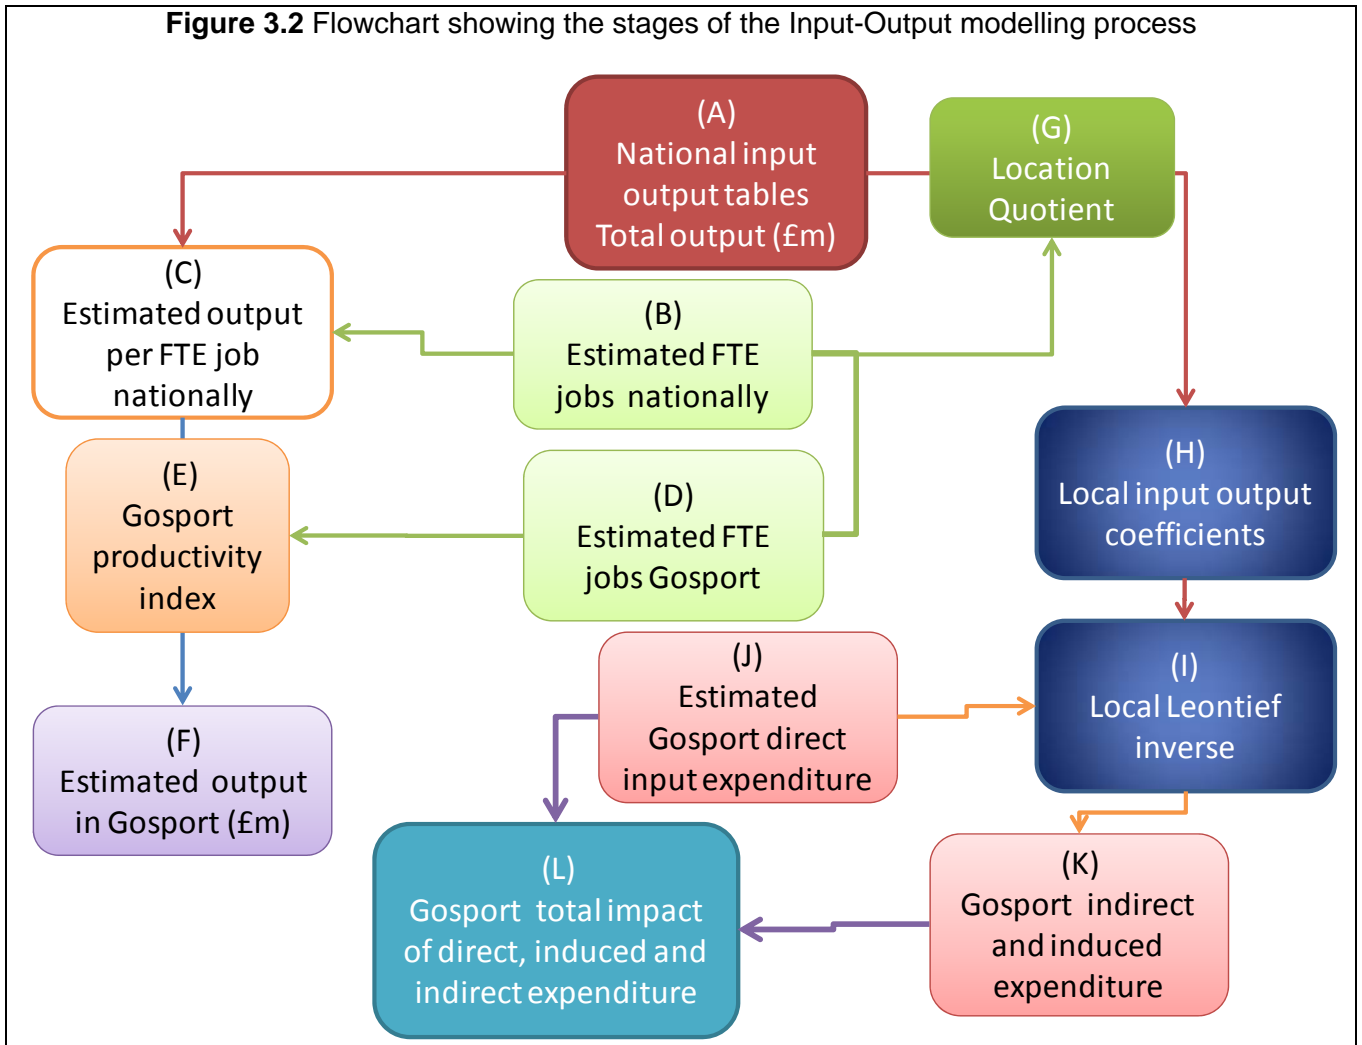 Figure 3.2 Flowchart showing the stages of the Input-Output modelling process
(A)
National input
output tables
Total output (£m)
(G)
Location
Quotient
(C)
Estimated output
per FTE job
nationally
(B)
Estimated FTE
jobs nationally
(E)
Gosport
productivity
index
(D)
Estimated FTE
jobs Gosport
(H)
Local input output
coefficients
(J)
Estimated
Gosport direct
input expenditure
(I)
Local Leontief
inverse
(F)
Estimated output
in Gosport (£m)
(L)
Gosport total impact
of direct, induced and
indirect expenditure
(K)
Gosport indirect
and induced
expenditure